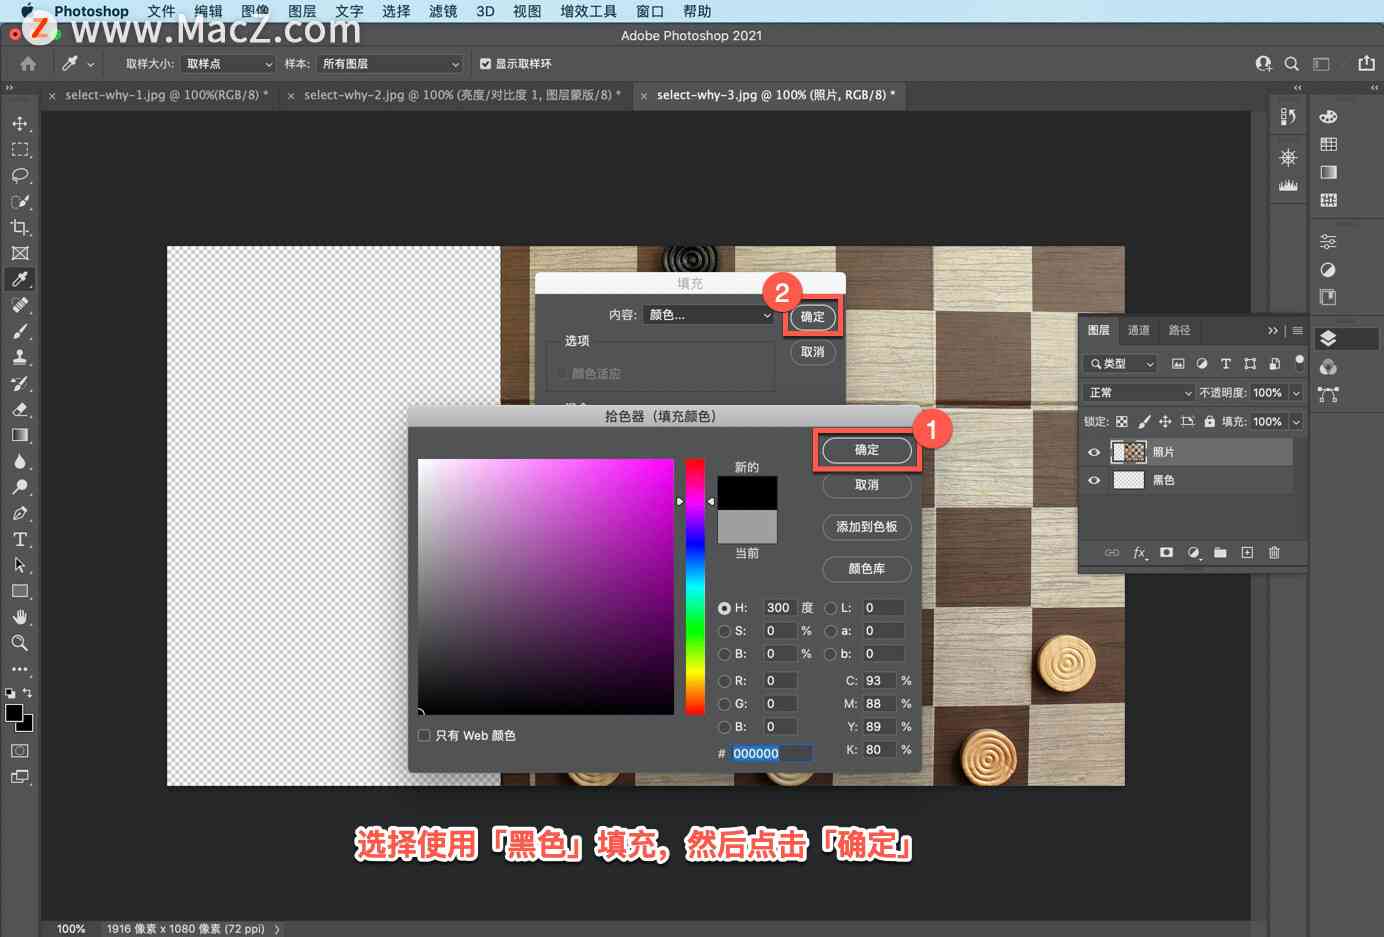 Photoshop 文件 编辑 图像 图层 文字 选择 滤镜 3D 视图 增效工具 窗口 帮助
Z www.MacZ.com
Adobe Photoshop 2021
取样大小: 取样点 样本: 所有图层 显示取样环
select-why-1.jpg @ 100%(RGB/8) *
select-why-2.jpg @ 100% (亮度/对比度 1, 图层蒙版/8) *
select-why-3.jpg @ 100% (照片, RGB/8) *
填充
2
内容: 颜色... 确定
选项 取消
颜色适应
拾色器（填充颜色）
1
新的 确定
取消
添加到色板
当前
颜色库
H: 300 度 L: 0
S: 0 % a: 0
B: 0 % b: 0
R: 0 C: 93 %
G: 0 M: 88 %
B: 0 Y: 89 %
# 000000 K: 80 %
只有 Web 颜色
图层 通道 路径
类型
正常 不透明度: 100%
锁定: 填充: 100%
照片
黑色
fx
选择使用「黑色」填充，然后点击「确定」
100% 1916 像素 x 1080 像素 (72 ppi)